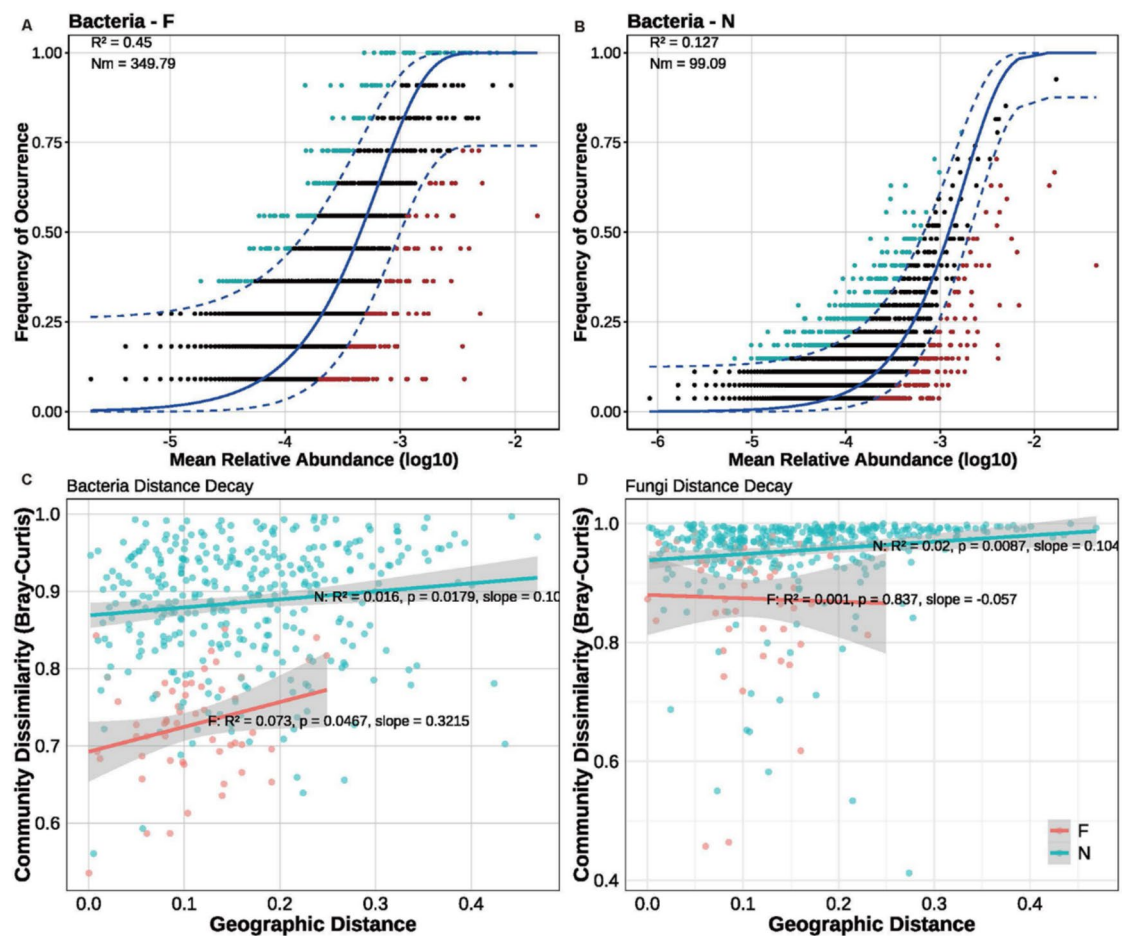 A
Bacteria - F
R² = 0.45
Nm = 349.79
1.00
0.75
0.50
0.25
0.00
Frequency of Occurrence
-5
-4
-3
-2
Mean Relative Abundance (log10)
B
Bacteria - N
R² = 0.127
Nm = 99.09
1.00
0.75
0.50
0.25
0.00
Frequency of Occurrence
-6
-5
-4
-3
-2
Mean Relative Abundance (log10)
C
Bacteria Distance Decay
1.0
0.9
0.8
0.7
0.6
Community Dissimilarity (Bray-Curtis)
N: R² = 0.016, p = 0.0179, slope = 0.10
F: R² = 0.073, p = 0.0467, slope = 0.3215
0.0
0.1
0.2
0.3
0.4
Geographic Distance
D
Fungi Distance Decay
1.0
0.8
0.6
0.4
Community Dissimilarity (Bray-Curtis)
N: R² = 0.02, p = 0.0087, slope = 0.104
F: R² = 0.001, p = 0.837, slope = -0.057
F
N
0.0
0.1
0.2
0.3
0.4
Geographic Distance